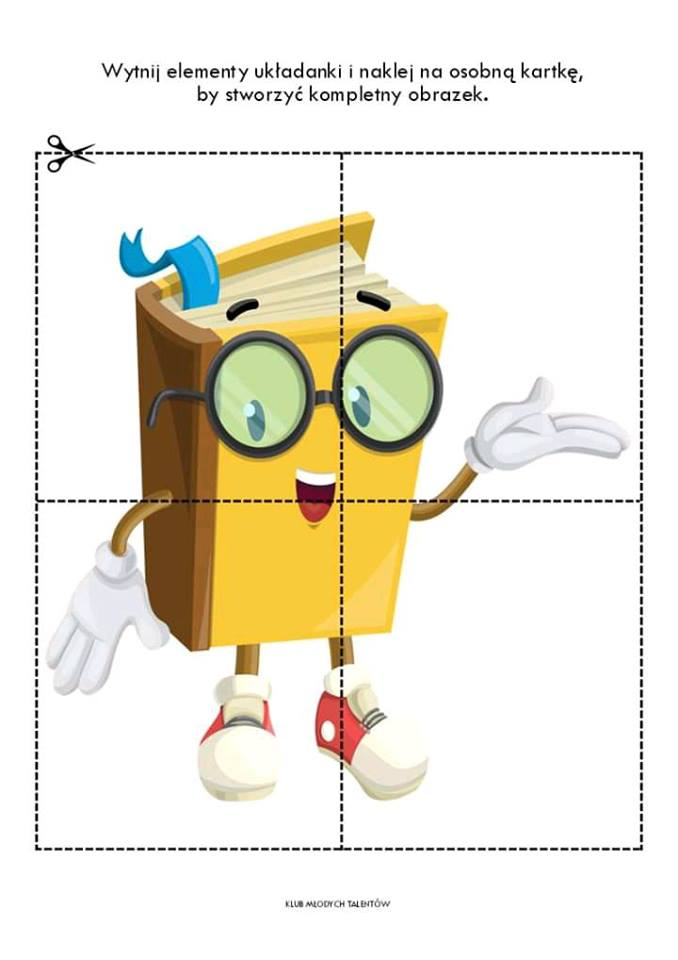 Wytnij elementy układanki i naklej na osobną kartkę,
by stworzyć kompletny obrazek.
KLUB MŁODYCH TALENTÓW